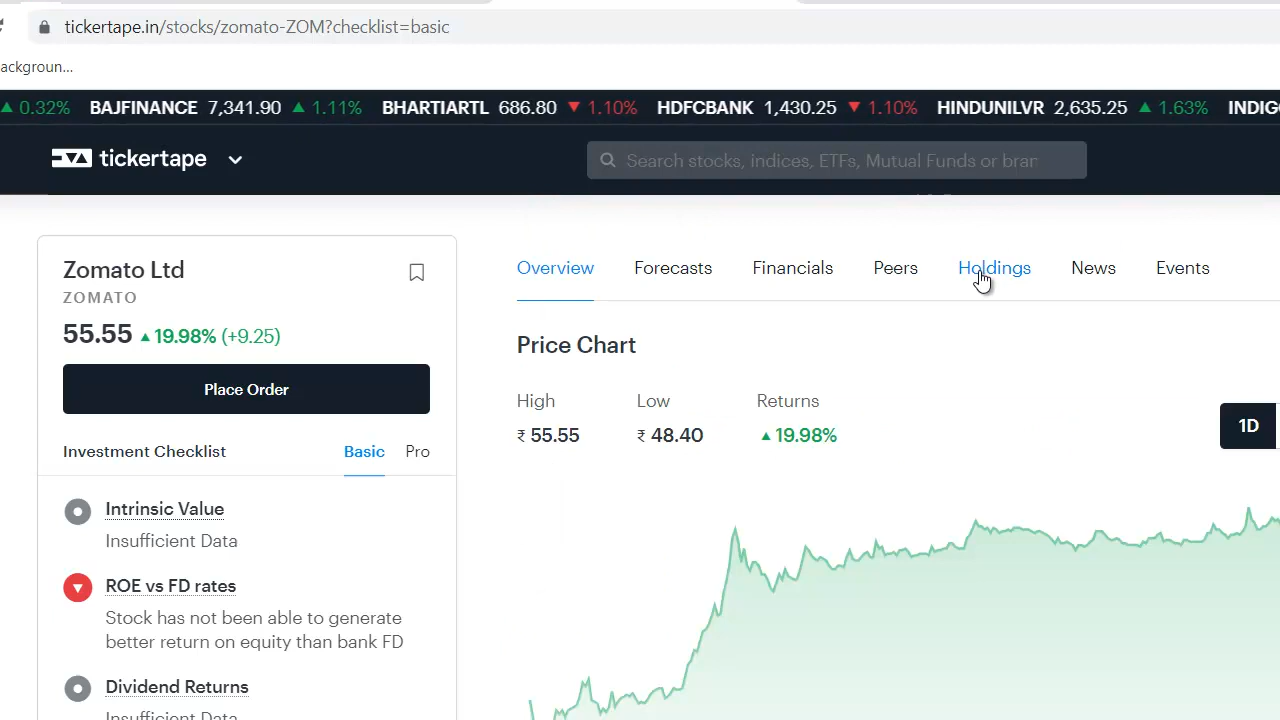 tickertape.in/stocks/zomato-ZOM?checklist=basic
ackgroun...
▲ 0.32% BAJFINANCE 7,341.90 ▲ 1.11% BHARTIARTL 686.80 ▼ 1.10% HDFCBANK 1,430.25 ▼ 1.10% HINDUNILVR 2,635.25 ▲ 1.63% INDIG
tickertape
Search stocks, indices, ETFs, Mutual Funds or bran
Zomato Ltd
ZOMATO
55.55 ▲ 19.98% (+9.25)
Place Order
Investment Checklist Basic Pro
Intrinsic Value
Insufficient Data
ROE vs FD rates
Stock has not been able to generate
better return on equity than bank FD
Dividend Returns
Insufficient Data
Overview Forecasts Financials Peers Holdings News Events
Price Chart
High Low Returns
₹ 55.55 ₹ 48.40 ▲ 19.98%
1D